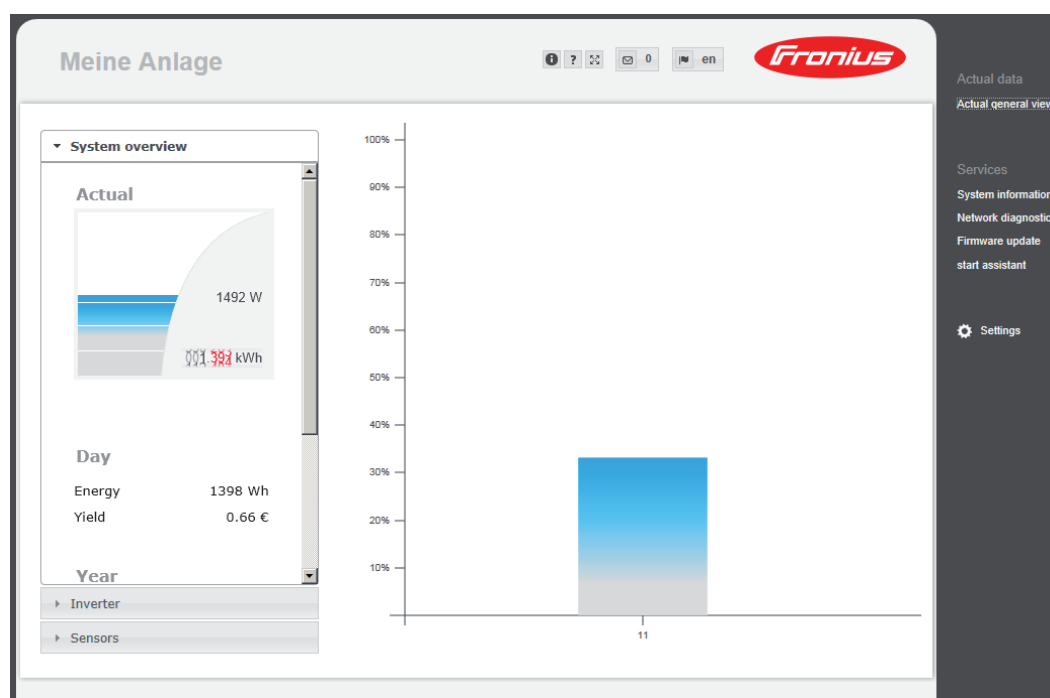 Meine Anlage
0
en
Fronius
Actual data
Actual general view
System overview
Actual
1492 W
kWh
Day
Energy 1398 Wh
Yield 0.66 €
Year
Inverter
Sensors
100%
90%
80%
70%
60%
50%
40%
30%
20%
10%
11
Services
System information
Network diagnostic
Firmware update
start assistant
Settings